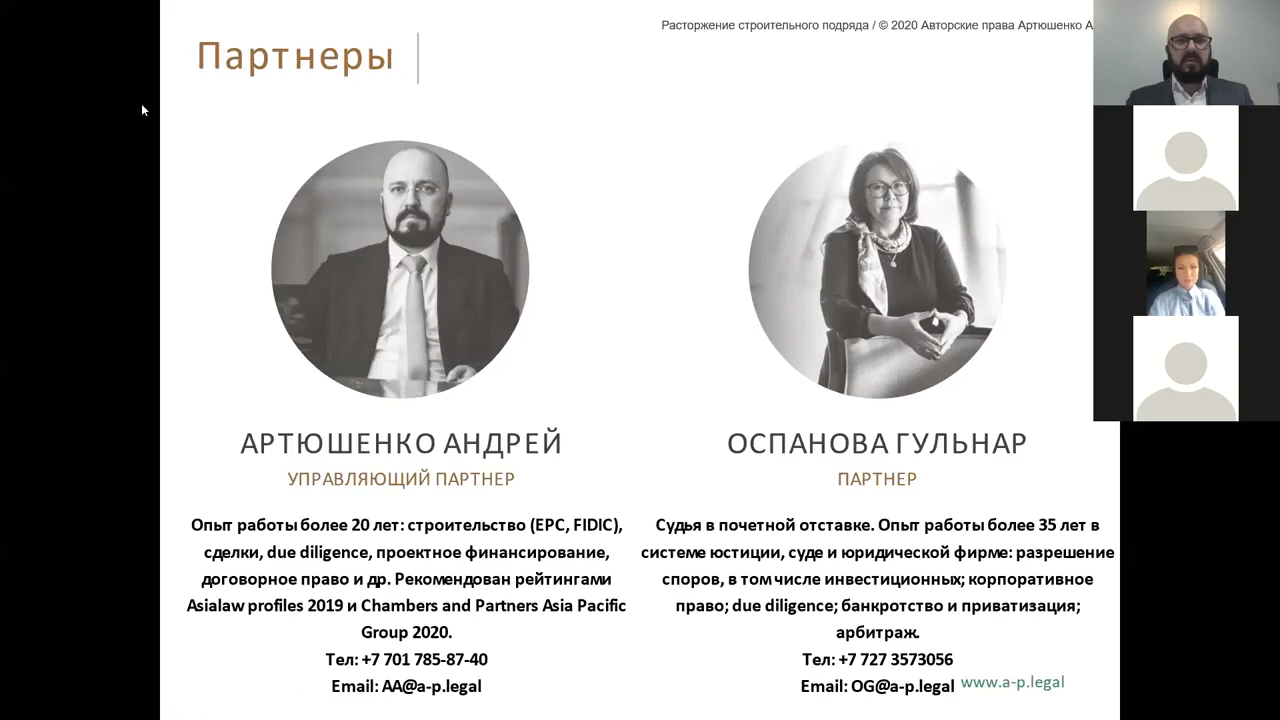 Расторжение строительного подряда / © 2020 Авторские права Артюшенко А
Партнеры
АРТЮШЕНКО АНДРЕЙ
УПРАВЛЯЮЩИЙ ПАРТНЕР
Опыт работы более 20 лет: строительство (EPC, FIDIC),
сделки, due diligence, проектное финансирование,
договорное право и др. Рекомендован рейтингами
Asialaw profiles 2019 и Chambers and Partners Asia Pacific
Group 2020.
Тел: +7 701 785-87-40
Email: AA@a-p.legal
ОСПАНОВА ГУЛЬНАР
ПАРТНЕР
Судья в почетной отставке. Опыт работы более 35 лет в
системе юстиции, суде и юридической фирме: разрешение
споров, в том числе инвестиционных; корпоративное
право; due diligence; банкротство и приватизация;
арбитраж.
Тел: +7 727 3573056
Email: OG@a-p.legal
www.a-p.legal